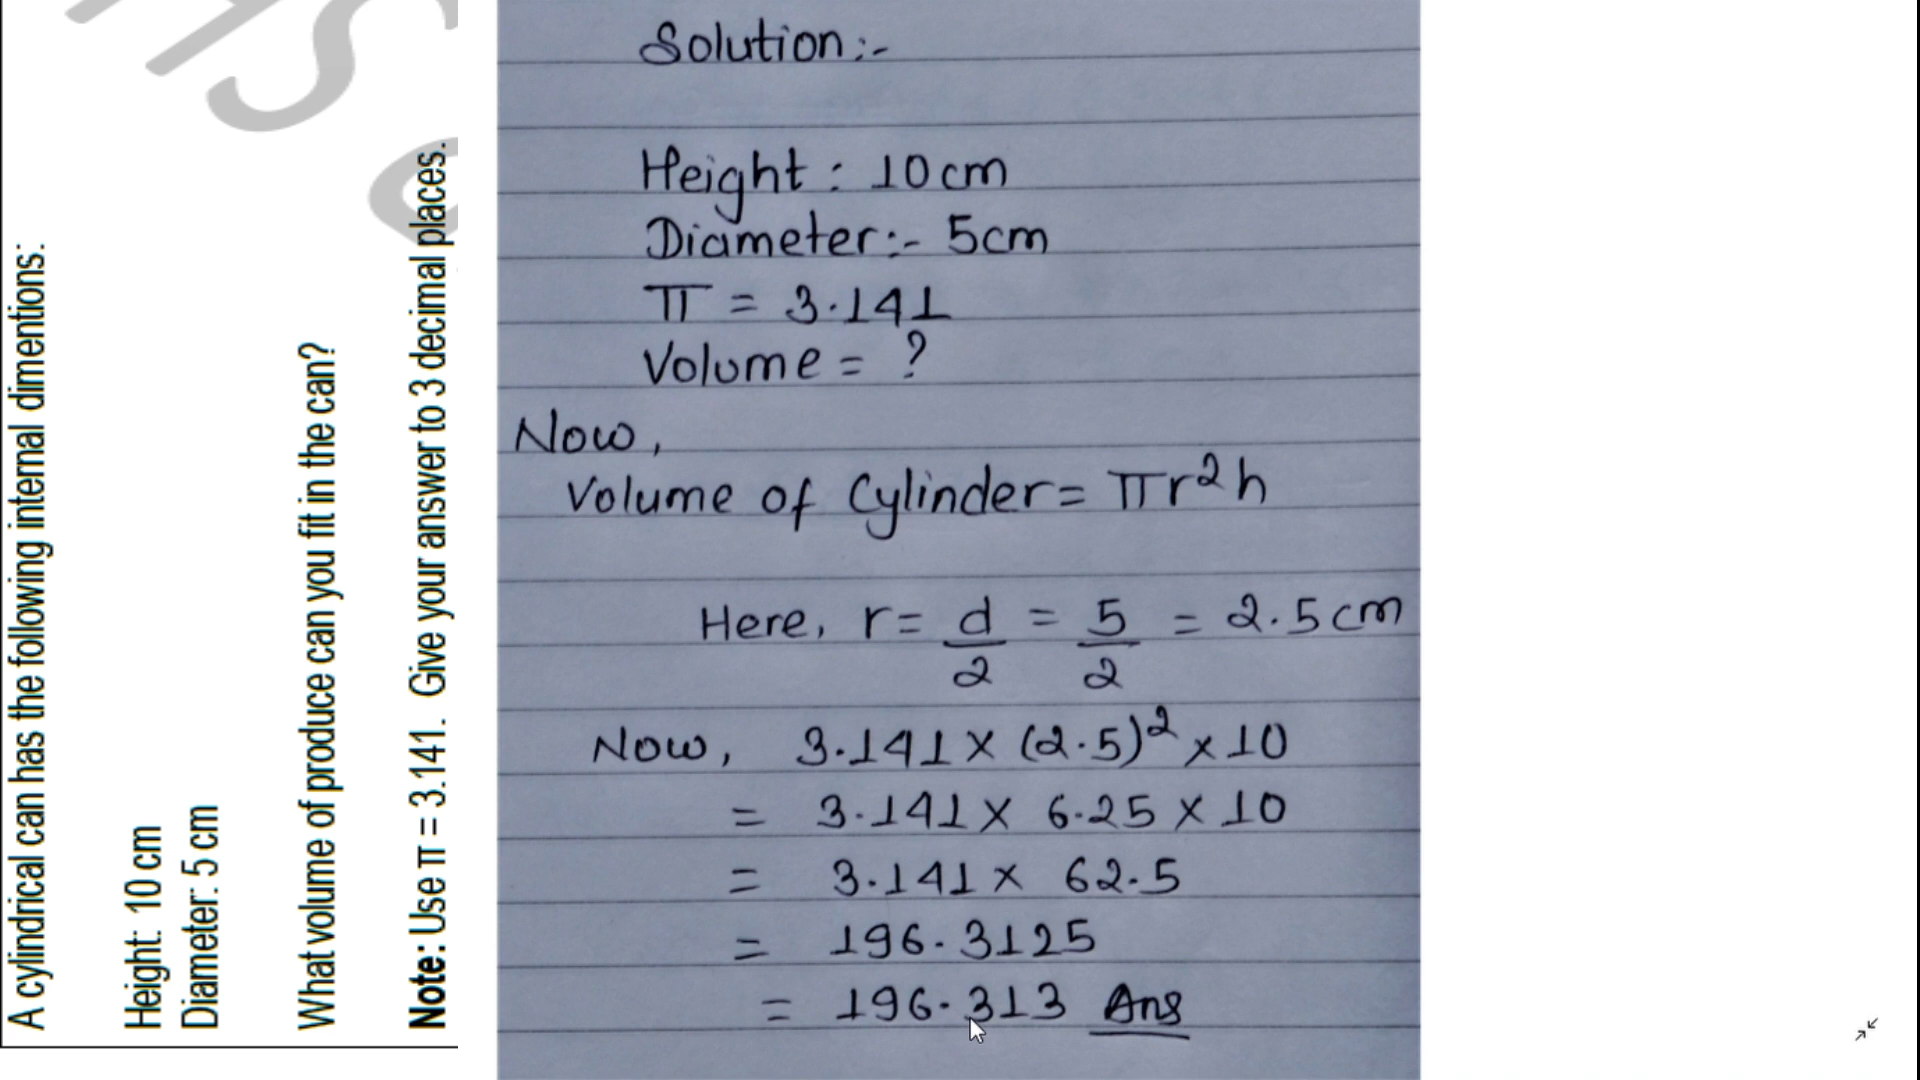 A cylindrical can has the following internal dimentions:
Height: 10 cm
Diameter: 5 cm
What volume of produce can you fit in the can?
Note: Use π = 3.141. Give your answer to 3 decimal places.
Solution:-
Height: 10cm
Diameter:- 5cm
π = 3.141
Volume = ?
Now,
Volume of Cylinder = πr²h
Here, r = d/2 = 5/2 = 2.5cm
Now, 3.141 × (2.5)² × 10
= 3.141 × 6.25 × 10
= 3.141 × 62.5
= 196.3125
= 196.313 Ans